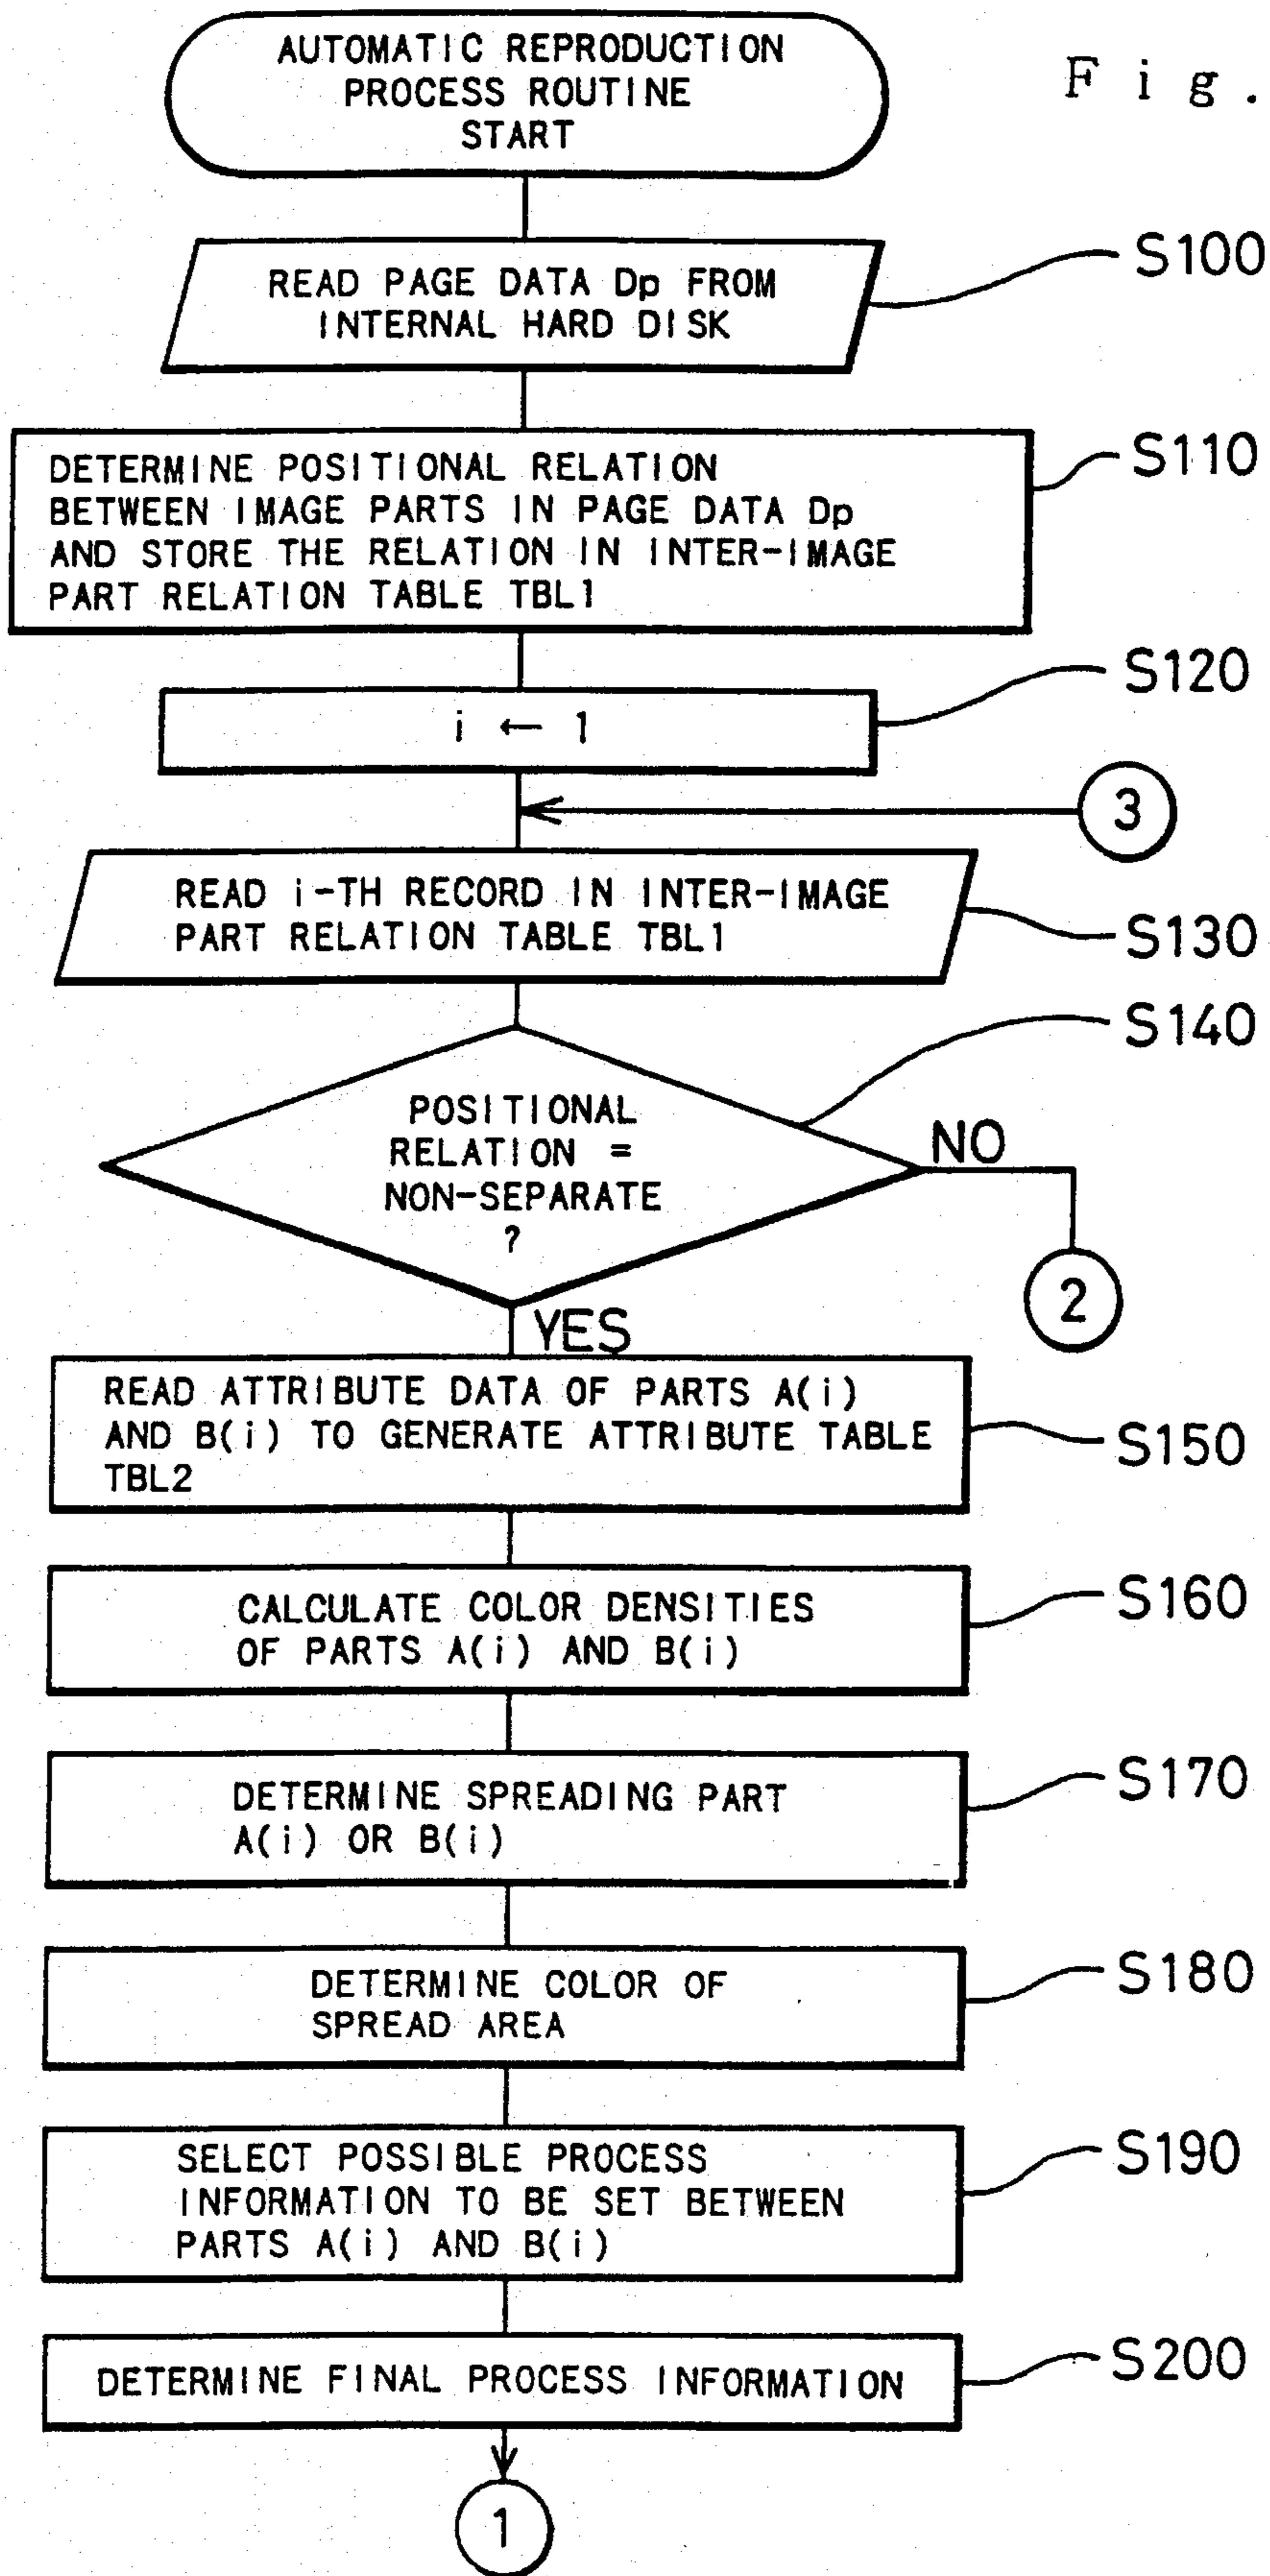 AUTOMATIC REPRODUCTION
PROCESS ROUTINE
START
Fig.
READ PAGE DATA Dp FROM
INTERNAL HARD DISK
S100
DETERMINE POSITIONAL RELATION
BETWEEN IMAGE PARTS IN PAGE DATA Dp
AND STORE THE RELATION IN INTER-IMAGE
PART RELATION TABLE TBL1
S110
i ← 1
S120
3
READ i-TH RECORD IN INTER-IMAGE
PART RELATION TABLE TBL1
S130
POSITIONAL
RELATION =
NON-SEPARATE
?
S140
NO
2
YES
READ ATTRIBUTE DATA OF PARTS A(i)
AND B(i) TO GENERATE ATTRIBUTE TABLE
TBL2
S150
CALCULATE COLOR DENSITIES
OF PARTS A(i) AND B(i)
S160
DETERMINE SPREADING PART
A(i) OR B(i)
S170
DETERMINE COLOR OF
SPREAD AREA
S180
SELECT POSSIBLE PROCESS
INFORMATION TO BE SET BETWEEN
PARTS A(i) AND B(i)
S190
DETERMINE FINAL PROCESS INFORMATION
S200
1